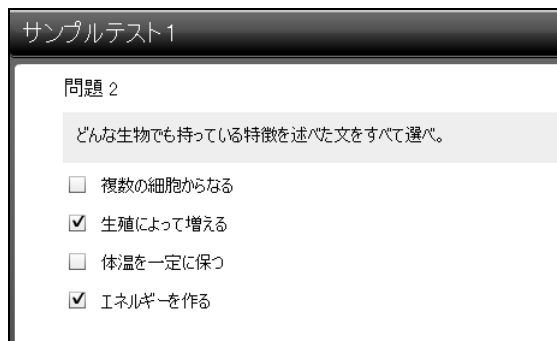 サンプルテスト1
問題 2
どんな生物でも持っている特徴を述べた文をすべて選べ。
複数の細胞からなる
生殖によって増える
体温を一定に保つ
エネルギーを作る